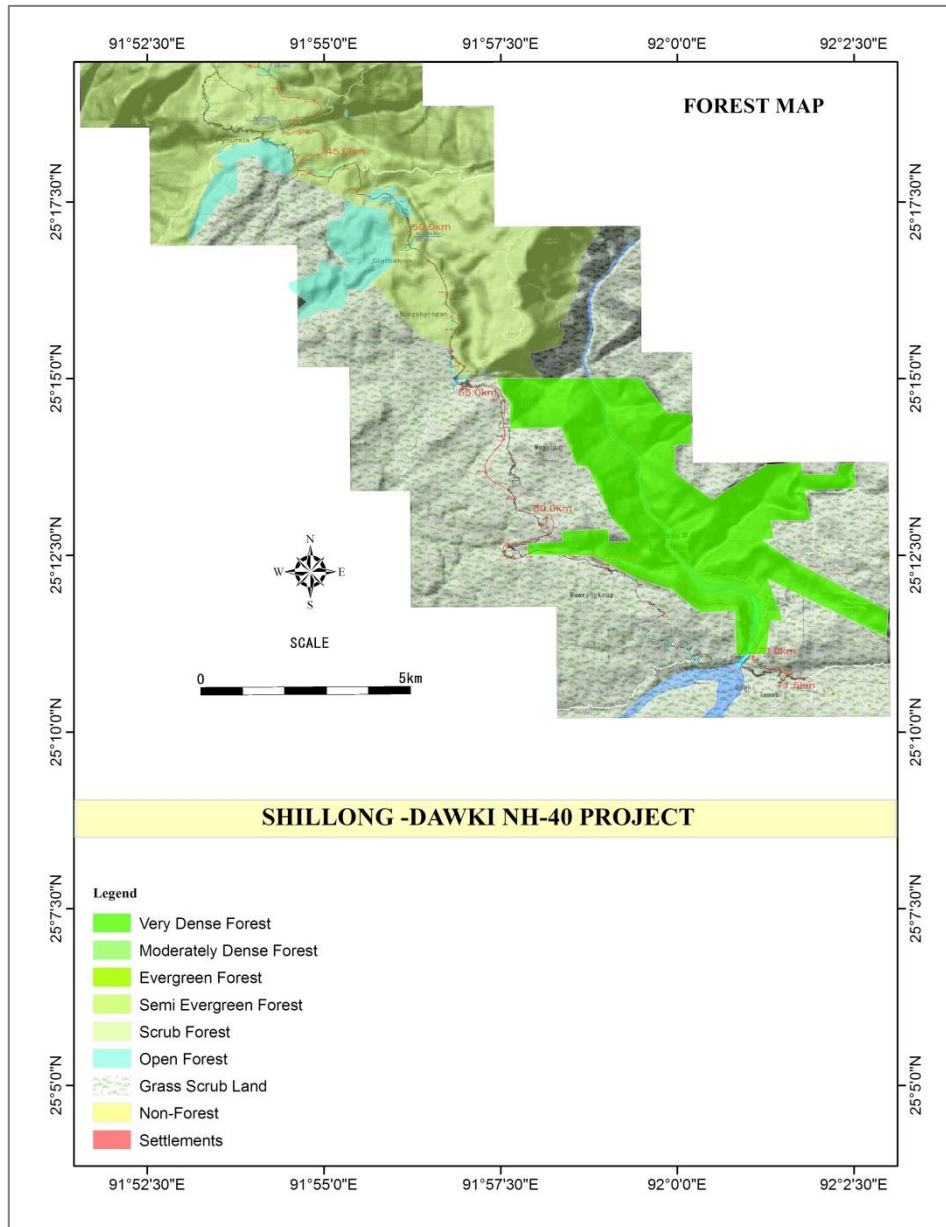 91°52'30"E 91°55'0"E 91°57'30"E 92°0'0"E 92°2'30"E
FOREST MAP
45.0km
25°17'30"N 25°17'30"N
50.0km
25°15'0"N 25°15'0"N
55.0km
60.0km
25°12'30"N 25°12'30"N
N
W E
S
SCALE
0 5km
70.0km
71.5km
25°10'0"N 25°10'0"N
SHILLONG -DAWKI NH-40 PROJECT
25°7'30"N 25°7'30"N
Legend
Very Dense Forest
Moderately Dense Forest
Evergreen Forest
Semi Evergreen Forest
Scrub Forest
Open Forest
25°5'0"N 25°5'0"N
Grass Scrub Land
Non-Forest
Settlements
91°52'30"E 91°55'0"E 91°57'30"E 92°0'0"E 92°2'30"E